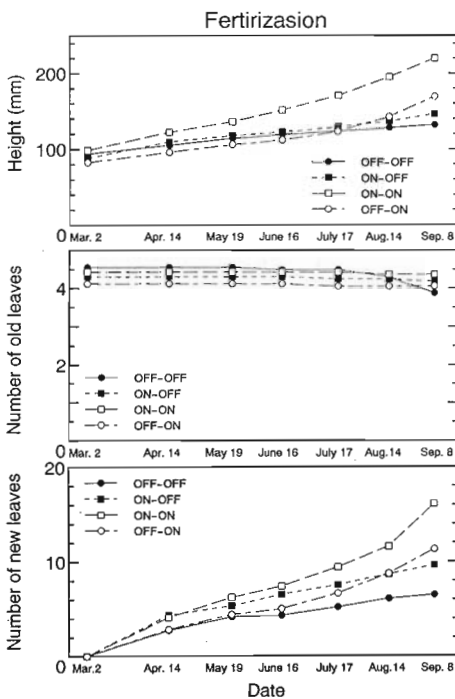 Fertirizasion
Height (mm)
200
100
0
OFF-OFF
ON-OFF
ON-ON
OFF-ON
Mar. 2 Apr. 14 May 19 June 16 July 17 Aug.14 Sep. 8
Number of old leaves
4
2
0
OFF-OFF
ON-OFF
ON-ON
OFF-ON
Mar. 2 Apr. 14 May 19 June 16 July 17 Aug.14 Sep. 8
Number of new leaves
20
10
0
OFF-OFF
ON-OFF
ON-ON
OFF-ON
Mar.2 Apr. 14 May 19 June 16 July 17 Aug.14 Sep. 8
Date